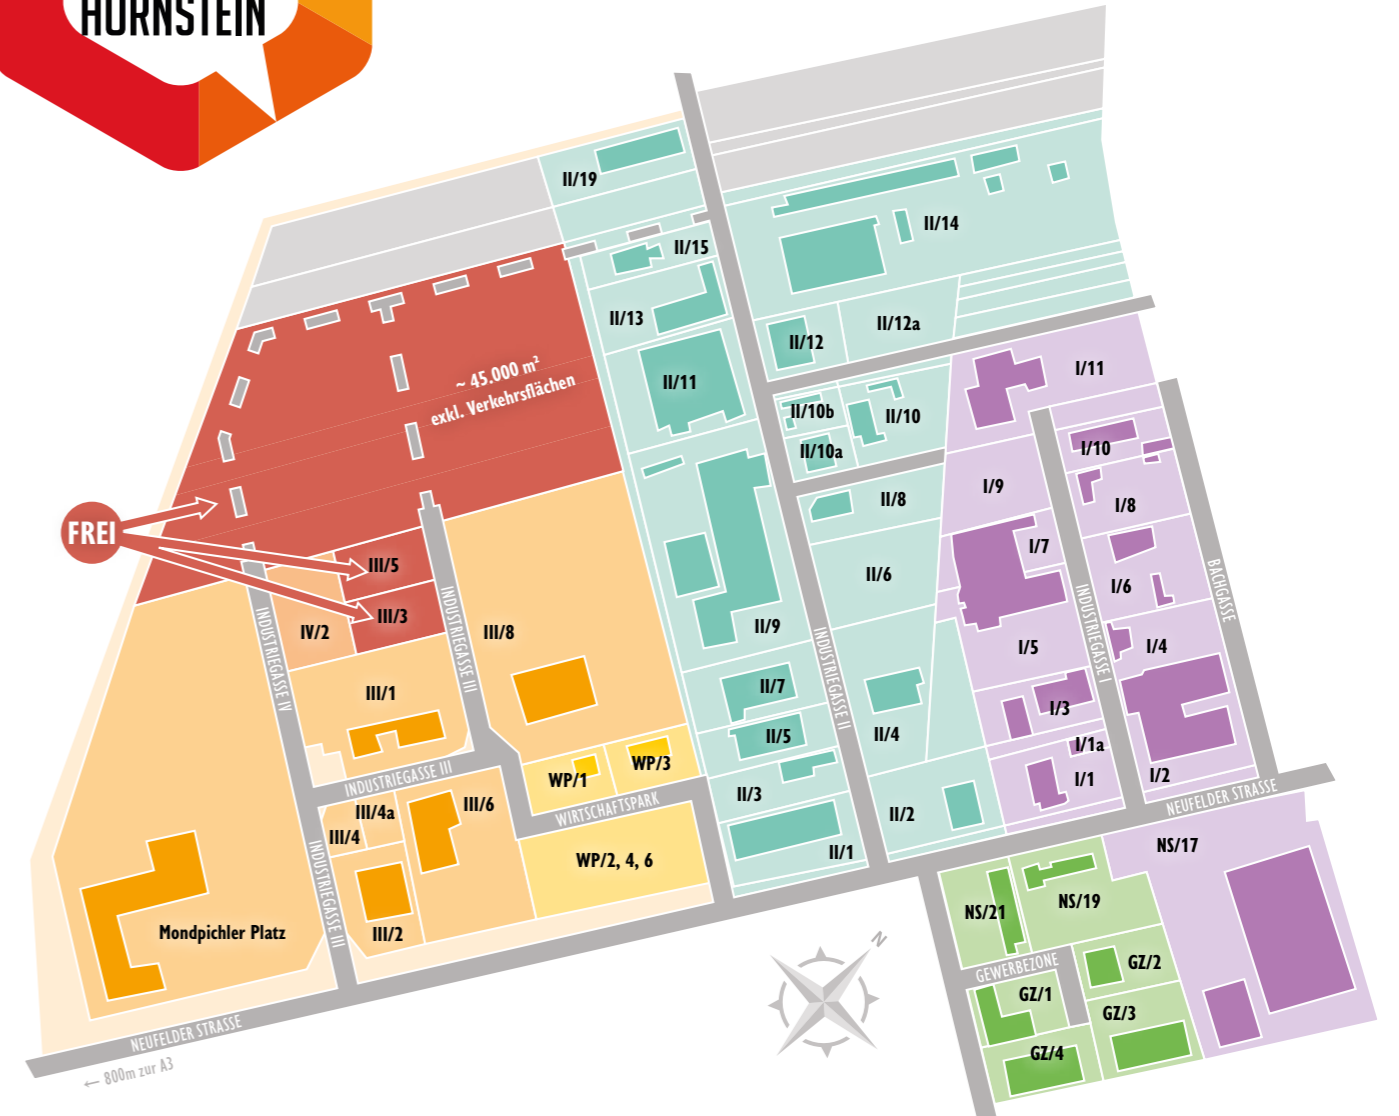 HORNSTEIN
II/19
II/15
II/14
II/13
II/12
II/12a
~ 45.000 m²
exkl. Verkehrsflächen
II/11
I/11
II/10b
II/10
II/10a
I/10
I/9
II/8
I/8
FREI
III/5
I/7
II/6
I/6
BACHGASSE
III/3
IV/2
III/8
II/9
I/5
I/4
INDUSTRIEGASSE IV
INDUSTRIEGASSE III
INDUSTRIEGASSE II
INDUSTRIEGASSE I
III/1
II/7
I/3
II/5
II/4
I/1a
WP/1
WP/3
INDUSTRIEGASSE III
I/1
I/2
II/3
WIRTSCHAFTSPARK
NEUFELDER STRASSE
III/4a
III/6
III/4
II/2
II/1
WP/2, 4, 6
NS/17
INDUSTRIEGASSE III
NS/19
NS/21
Mondpichler Platz
III/2
N
GEWERBEZONE
GZ/2
GZ/1
GZ/3
GZ/4
NEUFELDER STRASSE
← 800m zur A3